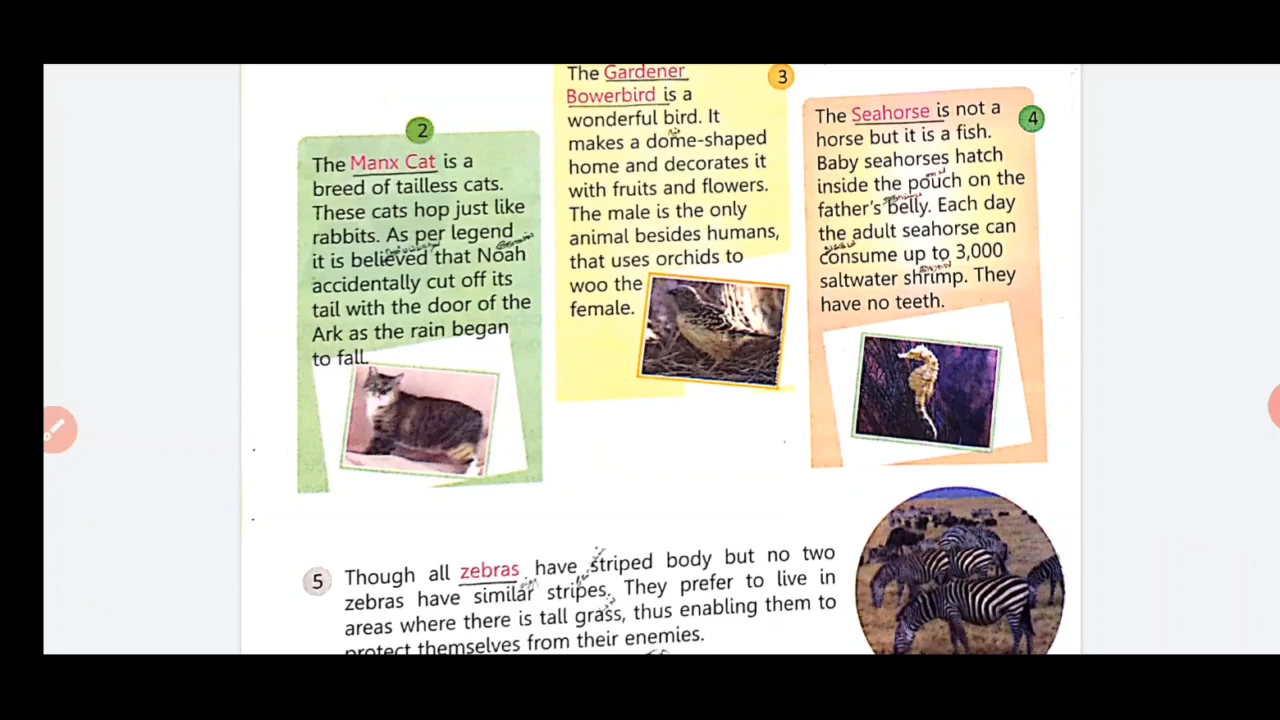 2
The Manx Cat is a
breed of tailless cats.
These cats hop just like
rabbits. As per legend
it is believed that Noah
accidentally cut off its
tail with the door of the
Ark as the rain began
to fall.
3
The Gardener
Bowerbird is a
wonderful bird. It
makes a dome-shaped
home and decorates it
with fruits and flowers.
The male is the only
animal besides humans,
that uses orchids to
woo the
female.
4
The Seahorse is not a
horse but it is a fish.
Baby seahorses hatch
inside the pouch on the
father's belly. Each day
the adult seahorse can
consume up to 3,000
saltwater shrimp. They
have no teeth.
5
Though all zebras have striped body but no two
zebras have similar stripes. They prefer to live in
areas where there is tall grass, thus enabling them to
protect themselves from their enemies.